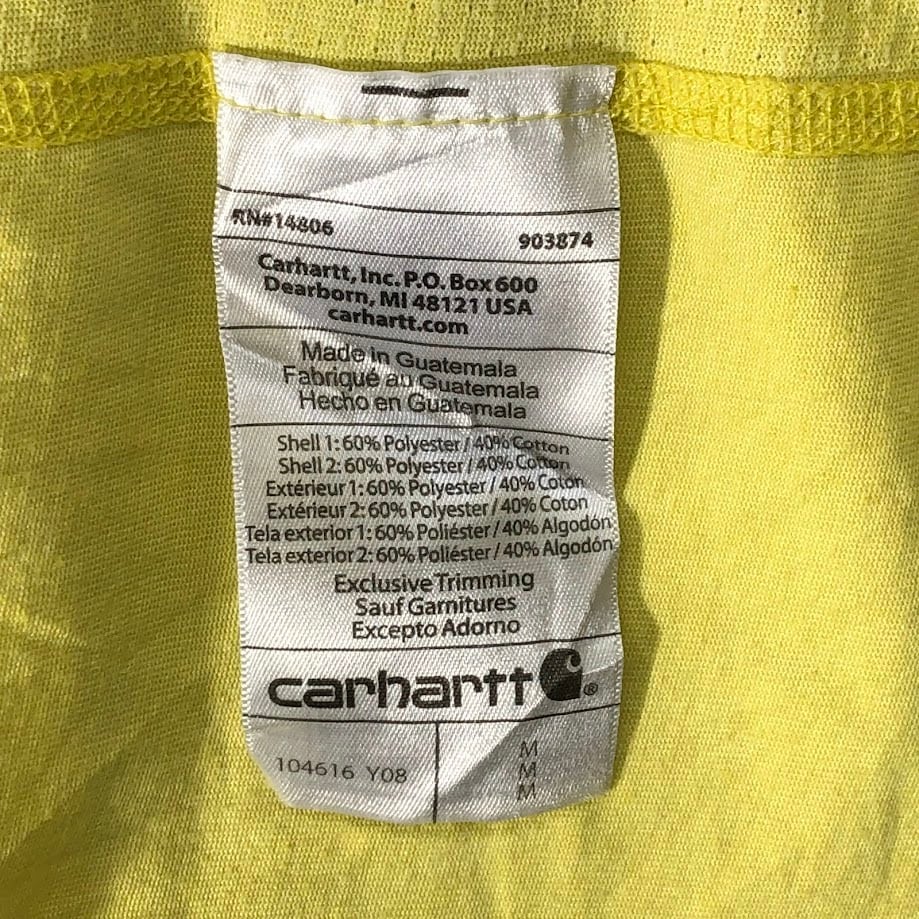 RN#14806
903874
Carhartt, Inc. P.O. Box 600
Dearborn, MI 48121 USA
carhartt.com
Made in Guatemala
Fabriqué au Guatemala
Hecho en Guatemala
Shell 1: 60% Polyester / 40% Cotton
Shell 2: 60% Polyester / 40% Cotton
Extérieur 1: 60% Polyester / 40% Coton
Extérieur 2: 60% Polyester / 40% Coton
Tela exterior 1: 60% Poliéster / 40% Algodón
Tela exterior 2: 60% Poliéster / 40% Algodón
Exclusive Trimming
Sauf Garnitures
Excepto Adorno
carhartt ®
104616 Y08
M
M
M